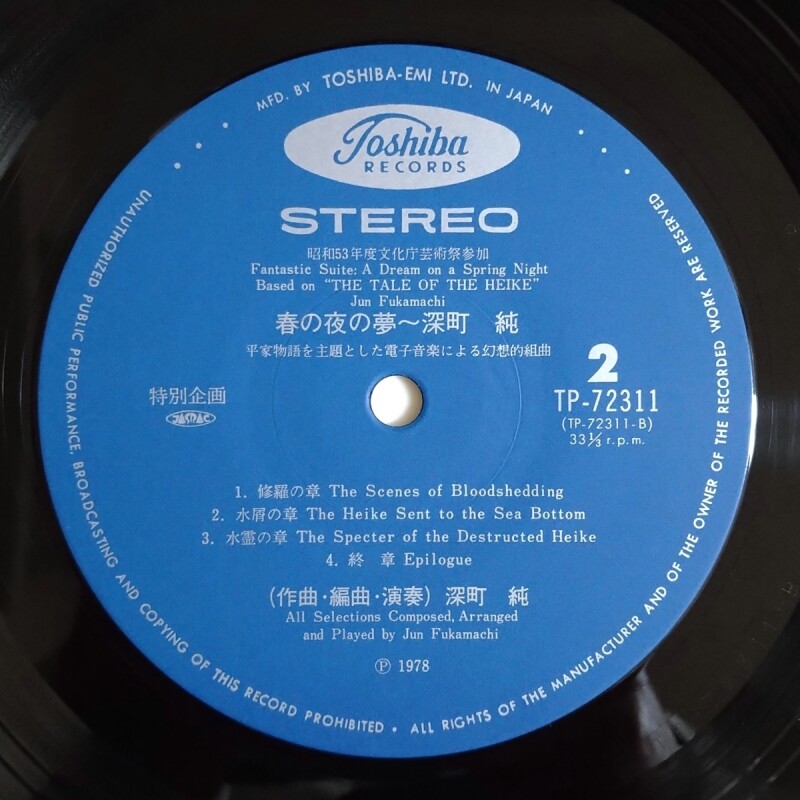 MFD. BY TOSHIBA-EMI LTD. IN JAPAN
Toshiba
RECORDS
STEREO
昭和53年度文化庁芸術祭参加
Fantastic Suite: A Dream on a Spring Night
Based on “THE TALE OF THE HEIKE”
Jun Fukamachi
春の夜の夢〜深町 純
平家物語を主題とした電子音楽による幻想的組曲
2
特別企画
JASRAC
TP-72311
(TP-72311-B)
33⅓ r.p.m.
1. 修羅の章 The Scenes of Bloodshedding
2. 水屑の章 The Heike Sent to the Sea Bottom
3. 水霊の章 The Specter of the Destructed Heike
4. 終 章 Epilogue
(作曲・編曲・演奏) 深町 純
All Selections Composed, Arranged
and Played by Jun Fukamachi
Ⓟ 1978
UNAUTHORIZED PUBLIC PERFORMANCE, BROADCASTING AND COPYING OF THIS RECORD PROHIBITED • ALL RIGHTS OF THE MANUFACTURER AND OF THE OWNER OF THE RECORDED WORK ARE RESERVED